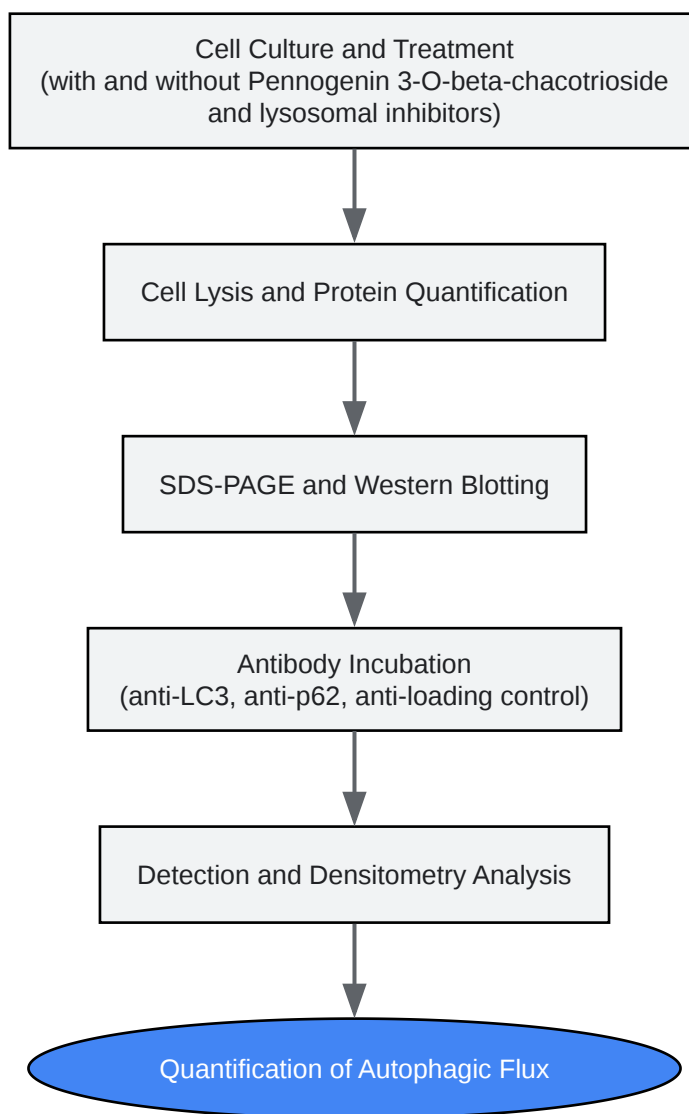 Cell Culture and Treatment
(with and without Pennogenin 3-O-beta-chacotrioside
and lysosomal inhibitors)
Cell Lysis and Protein Quantification
SDS-PAGE and Western Blotting
Antibody Incubation
(anti-LC3, anti-p62, anti-loading control)
Detection and Densitometry Analysis
Quantification of Autophagic Flux